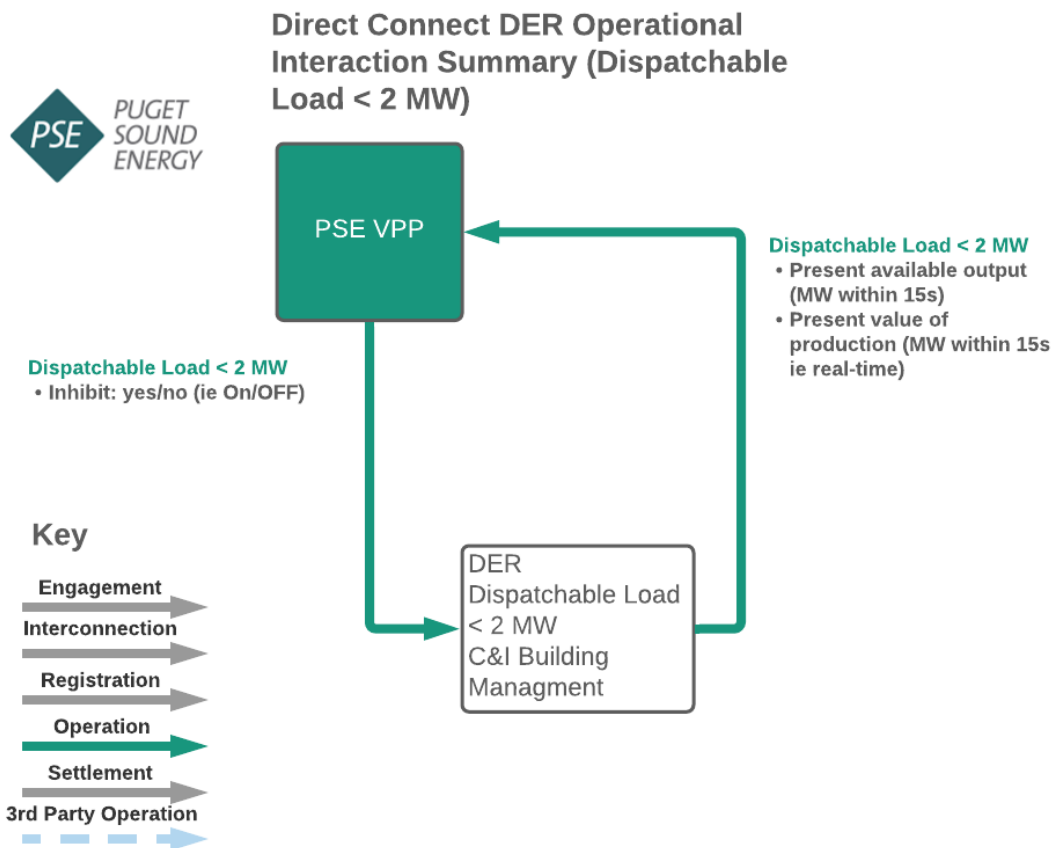 Direct Connect DER Operational
Interaction Summary (Dispatchable
Load < 2 MW)
PSE
PUGET
SOUND
ENERGY
PSE VPP
Dispatchable Load < 2 MW
• Present available output
(MW within 15s)
• Present value of
production (MW within 15s
ie real-time)
Dispatchable Load < 2 MW
• Inhibit: yes/no (ie On/OFF)
DER
Dispatchable Load
< 2 MW
C&I Building
Managment
Key
Engagement
Interconnection
Registration
Operation
Settlement
3rd Party Operation